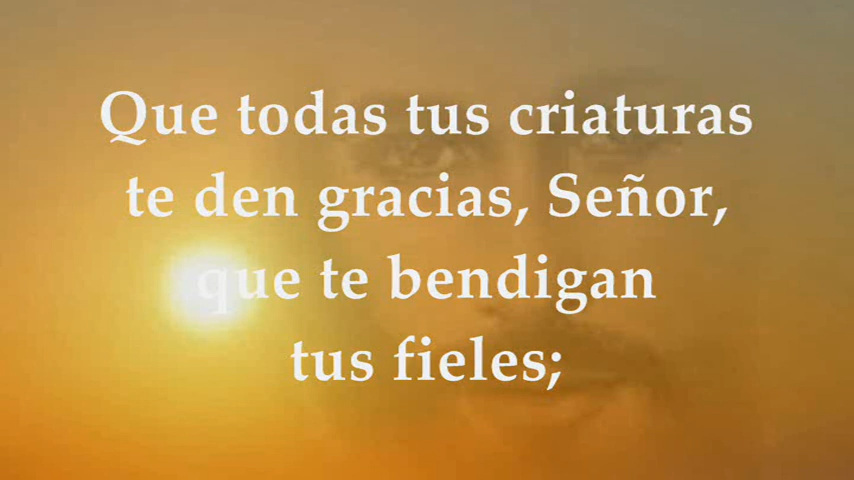 Que todas tus criaturas
te den gracias, Señor,
que te bendigan
tus fieles;